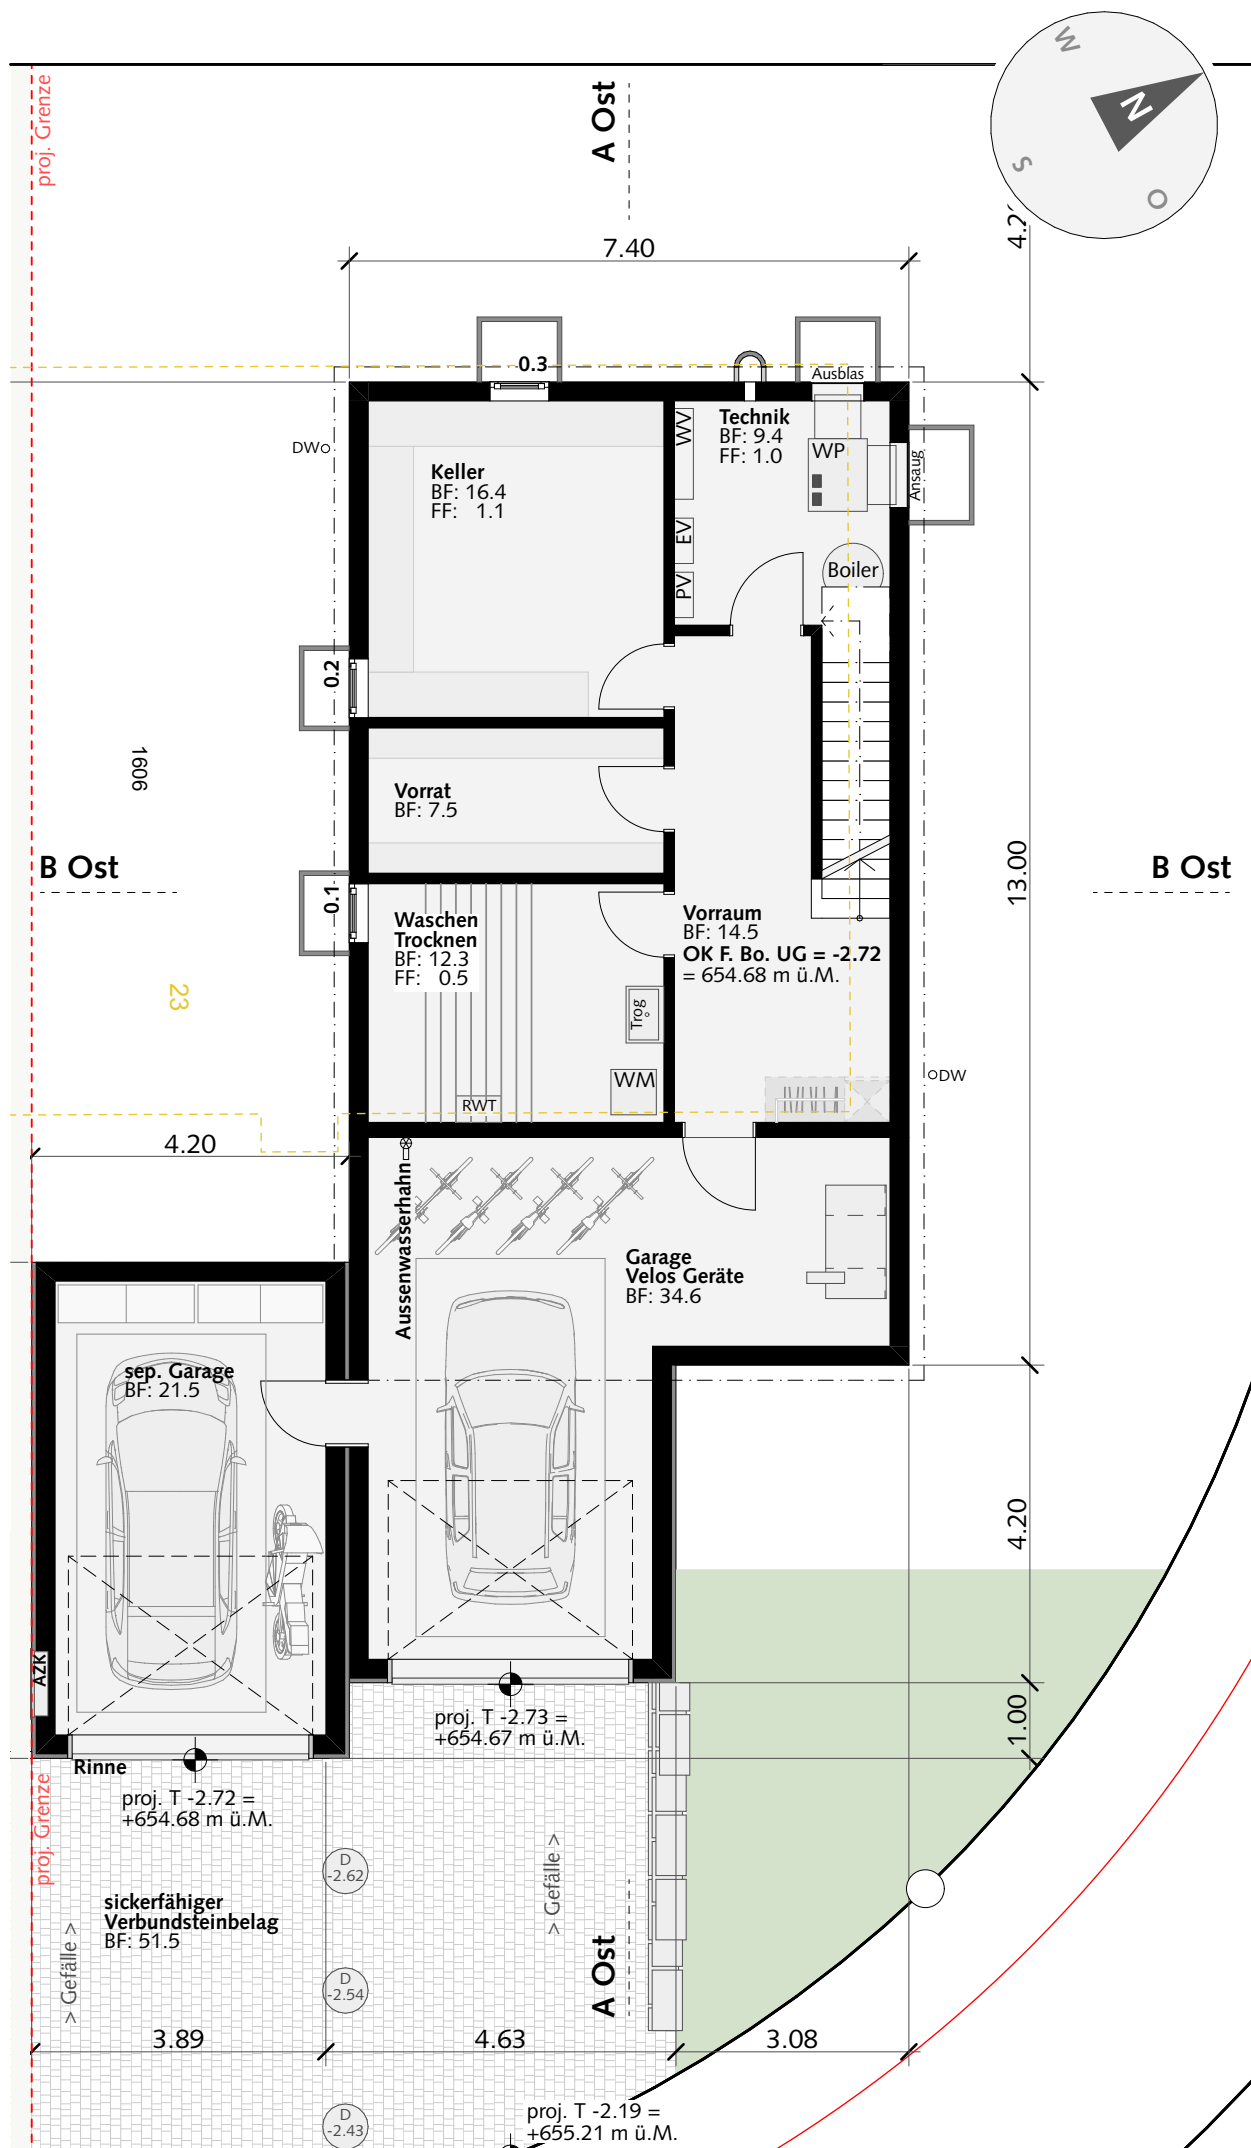 proj. Grenze
A Ost
W
N
S
O
7.40
0.3
Ausblas
DW
Keller
BF: 16.4
FF: 1.1
WV
Technik
BF: 9.4
FF: 1.0
WP
Ansaug
EV
PV
Boiler
0.2
1606
Vorrat
BF: 7.5
B Ost
B Ost
13.00
0.1
Waschen
Trocknen
BF: 12.3
FF: 0.5
Vorraum
BF: 14.5
OK F. Bo. UG = -2.72
= 654.68 m ü.M.
23
Trog
WM
RWT
DW
4.20
Aussenwasserhahn
Garage
Velos Geräte
BF: 34.6
sep. Garage
BF: 21.5
4.20
AZK
1.00
proj. T -2.73 =
+654.67 m ü.M.
Rinne
proj. T -2.72 =
+654.68 m ü.M.
proj. Grenze
D
-2.62
> Gefälle >
sickerfähiger
Verbundsteinbelag
BF: 51.5
> Gefälle >
A Ost
D
-2.54
3.89
4.63
3.08
D
-2.43
proj. T -2.19 =
+655.21 m ü.M.